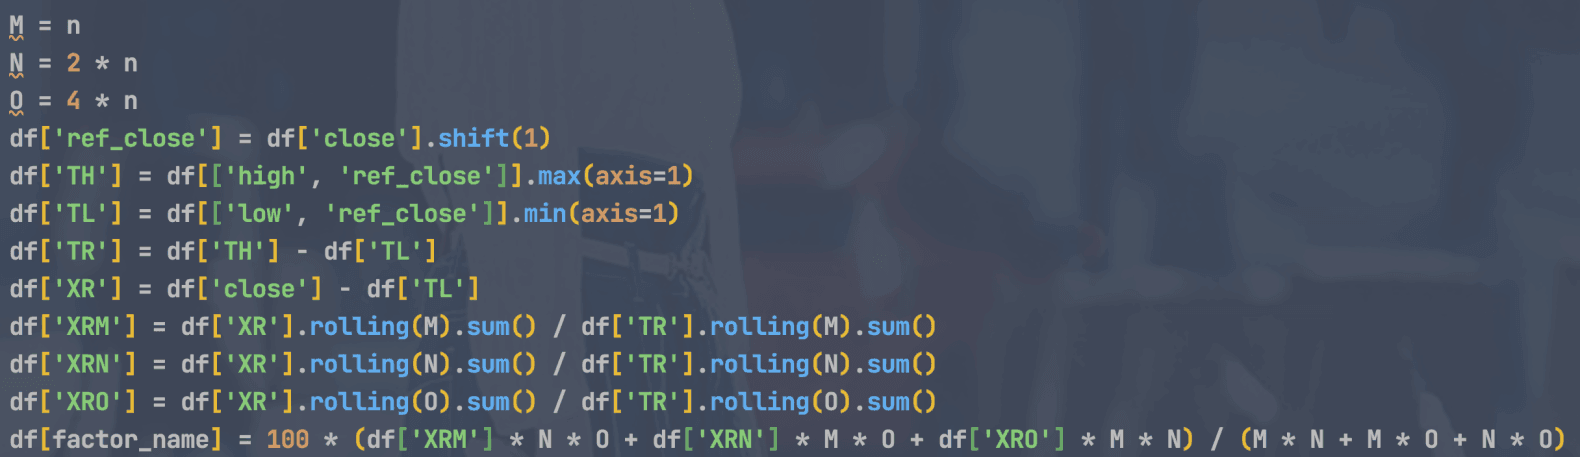 M = n
N = 2 * n
O = 4 * n
df['ref_close'] = df['close'].shift(1)
df['TH'] = df[['high', 'ref_close']].max(axis=1)
df['TL'] = df[['low', 'ref_close']].min(axis=1)
df['TR'] = df['TH'] - df['TL']
df['XR'] = df['close'] - df['TL']
df['XRM'] = df['XR'].rolling(M).sum() / df['TR'].rolling(M).sum()
df['XRN'] = df['XR'].rolling(N).sum() / df['TR'].rolling(N).sum()
df['XRO'] = df['XR'].rolling(O).sum() / df['TR'].rolling(O).sum()
df[factor_name] = 100 * (df['XRM'] * N * O + df['XRN'] * M * O + df['XRO'] * M * N) / (M * N + M * O + N * O)